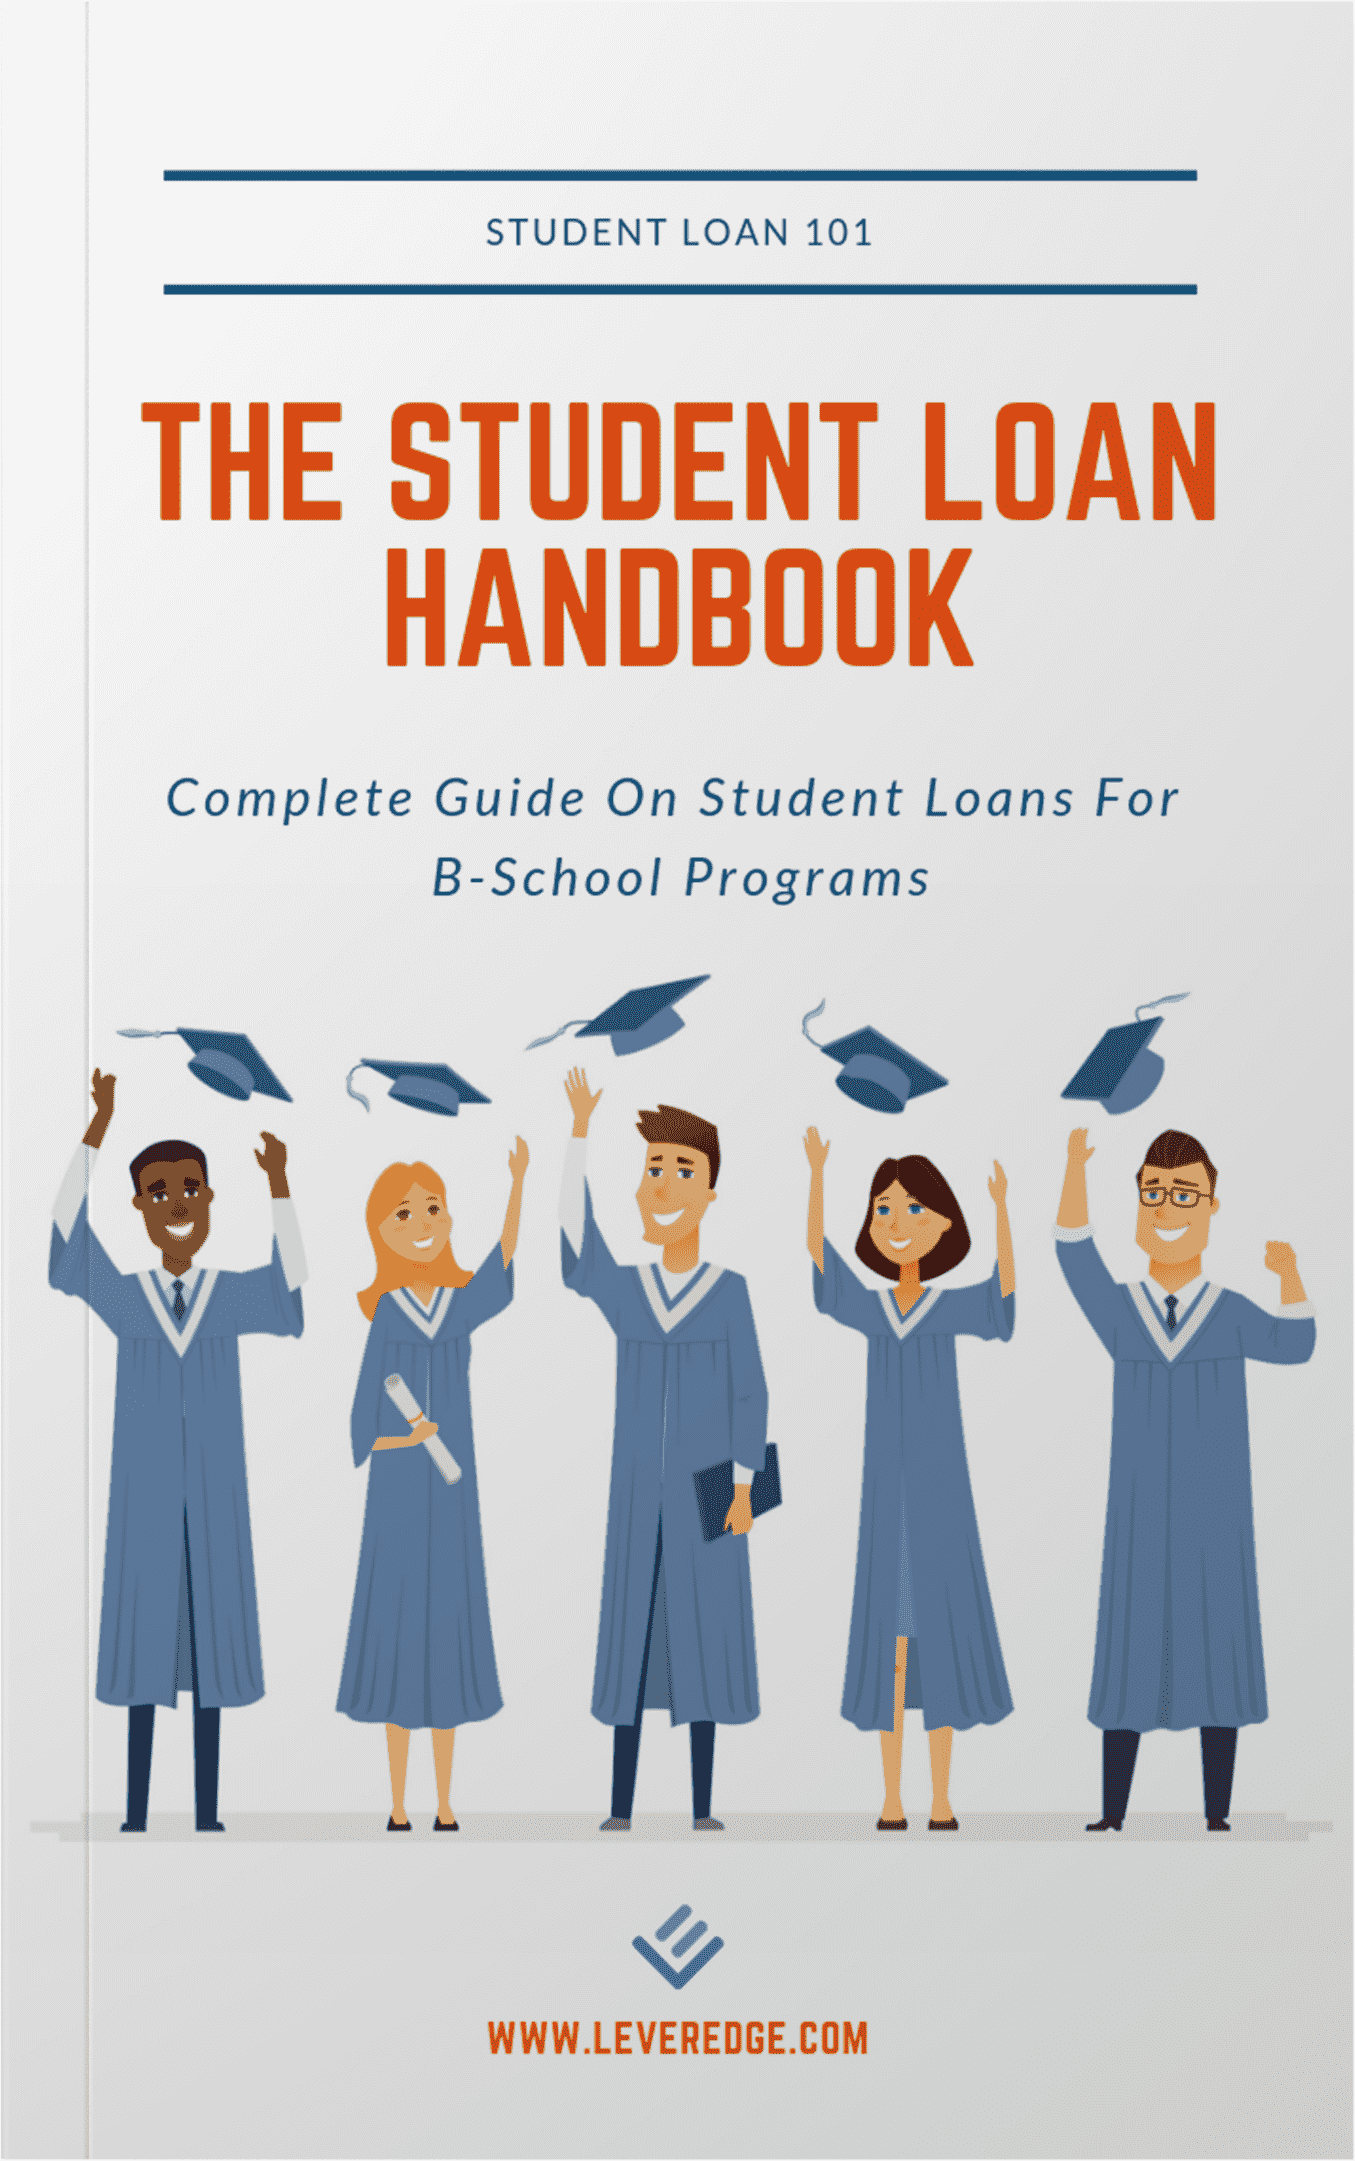 STUDENT LOAN 101
THE STUDENT LOAN
HANDBOOK
Complete Guide On Student Loans For
B-School Programs
WWW.LEVEREDGE.COM